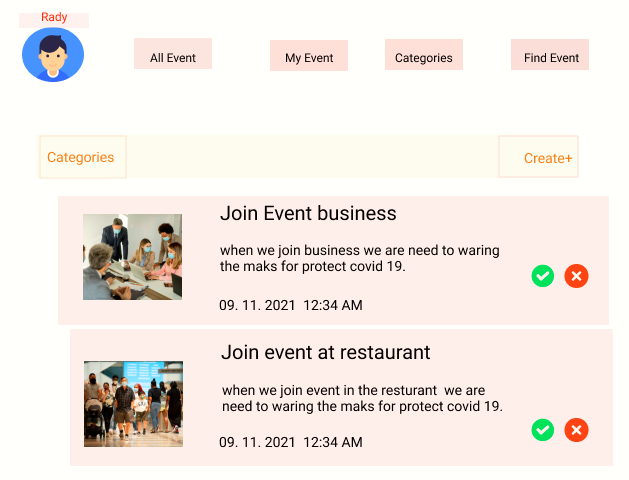 Rady
All Event
My Event
Categories
Find Event
Categories
Create+
Join Event business
when we join business we are need to waring
the maks for protect covid 19.
09. 11. 2021 12:34 AM
Join event at restaurant
when we join event in the resturant we are
need to waring the maks for protect covid 19.
09. 11. 2021 12:34 AM